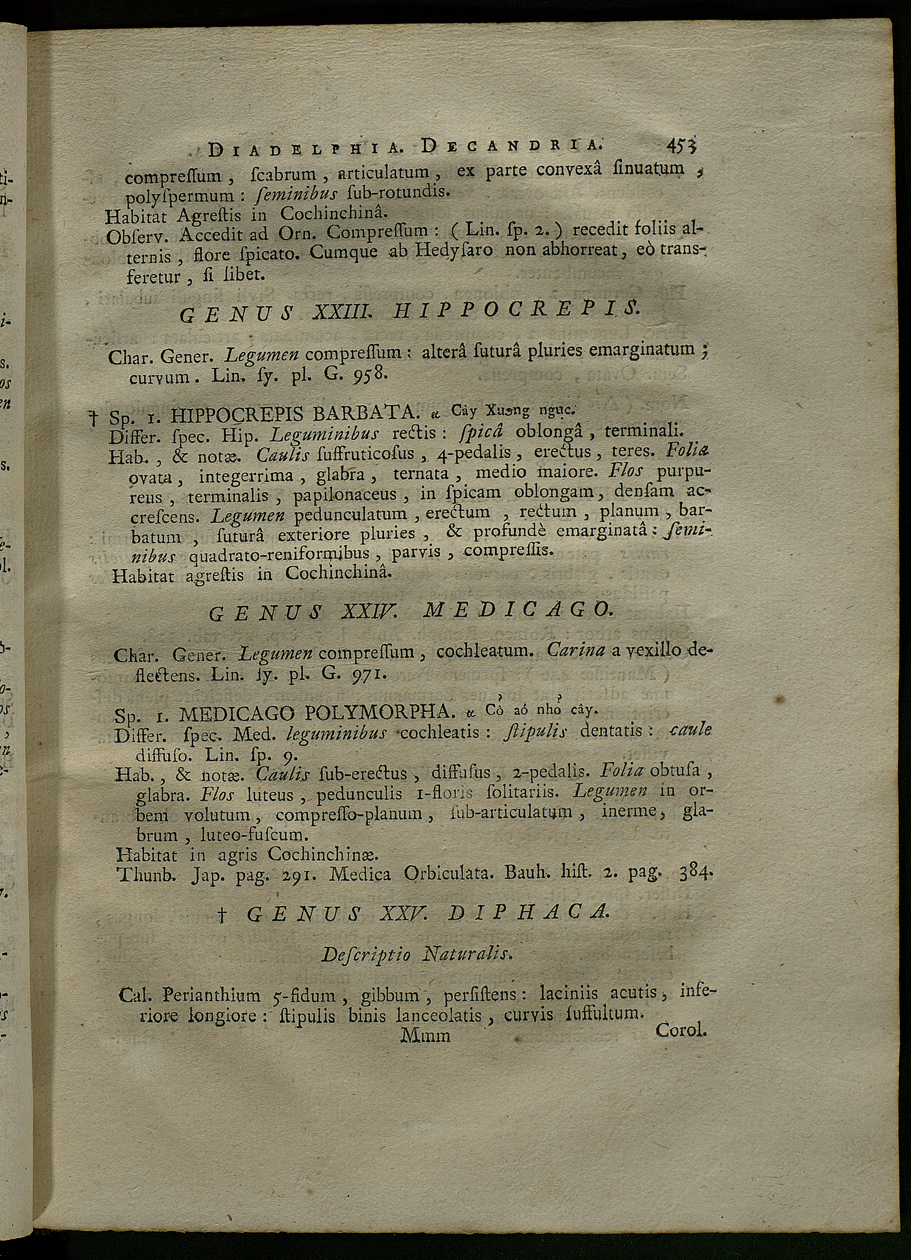 DIADELPHIA. DECANDRIA. 453
compreſſum , ſcabrum , articulatum , ex parte convexâ ſinuatum ,
polyſpermum : ſeminibus ſub-rotundis.
Habitat Agreſtis in Cochinchinâ.
Obſerv. Accedit ad Orn. Compreſſum : ( Lin. ſp. 2. ) recedit foliis al-
ternis , flore ſpicato. Cumque ab Hedyſaro non abhorreat , eò trans-
feretur , ſi libet.
GENUS XXIII. HIPPOCREPIS.
Char. Gener. Legumen compreſſum : alterâ ſuturâ pluries emarginatum ;
curvum. Lin. ſy. pl. G. 958.
† Sp. 1. HIPPOCREPIS BARBATA. α Cây Xương ngục.
Differ. ſpec. Hip. Leguminibus rectis : ſpicâ oblongâ , terminali.
Hab. , & notæ. Caulis ſuffruticoſus , 4-pedalis , erectus , teres. Folia
ovata , integerrima , glabra , ternata , medio maiore. Flos purpu-
reus , terminalis , papilonaceus , in ſpicam oblongam , denſam ac-
creſcens. Legumen pedunculatum , erectum , rectum , planum , bar-
batum , ſuturâ exteriore pluries , & profundè emarginatâ : ſemi-
nibus quadrato-reniformibus , parvis , compreſſis.
Habitat agreſtis in Cochinchinâ.
GENUS XXIV. MEDICAGO.
Char. Gener. Legumen compreſſum , cochleatum. Carina a vexillo de-
flectens. Lin. ſy. pl. G. 971.
Sp. 1. MEDICAGO POLYMORPHA. α Cỏ aó nhỏ cây.
Differ. ſpec. Med. leguminibus cochleatis : ſtipulis dentatis : caule
diffuſo. Lin. ſp. 9.
Hab. , & notæ. Caulis ſub-erectus , diffuſus , 2-pedalis. Folia obtuſa ,
glabra. Flos luteus , pedunculis 1-floris ſolitariis. Legumen in or-
bem volutum , compreſſo-planum , ſub-articulatum , inerme , gla-
brum , luteo-fuſcum.
Habitat in agris Cochinchinæ.
Thunb. Jap. pag. 291. Medica Orbiculata. Bauh. hiſt. 2. pag. 384.
† GENUS XXV. DIPHACA.
Deſcriptio Naturalis.
Cal. Perianthium 5-fidum , gibbum , perſiſtens : laciniis acutis , infe-
riore longiore : ſtipulis binis lanceolatis , curvis ſuffultum.
Mmm Corol.